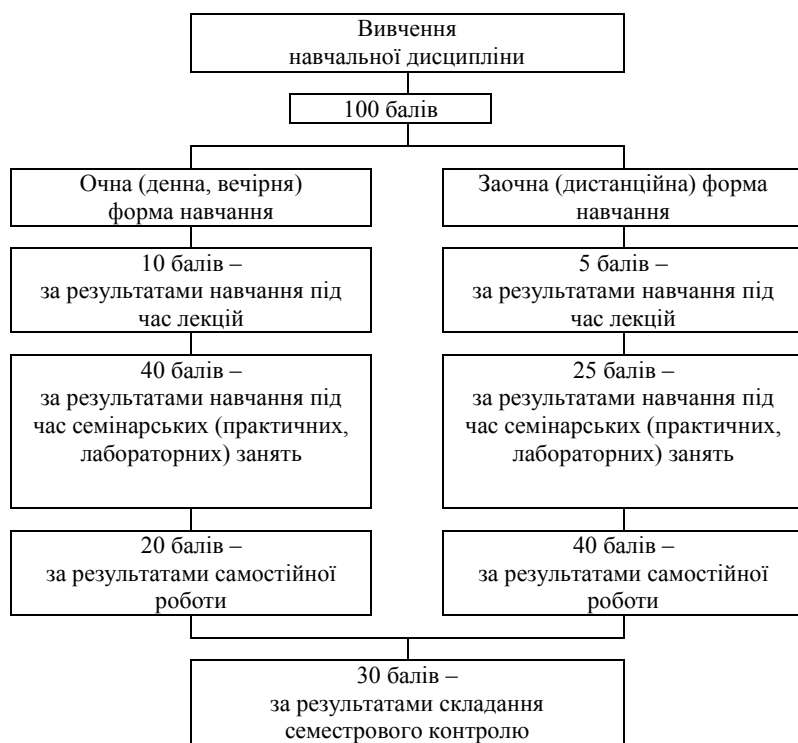 Вивчення
навчальної дисципліни
100 балів
Очна (денна, вечірня)
форма навчання
Заочна (дистанційна) форма
навчання
10 балів –
за результатами навчання під
час лекцій
5 балів –
за результатами навчання під
час лекцій
40 балів –
за результатами навчання під
час семінарських (практичних,
лабораторних) занять
25 балів –
за результатами навчання під
час семінарських (практичних,
лабораторних) занять
20 балів –
за результатами самостійної
роботи
40 балів –
за результатами самостійної
роботи
30 балів –
за результатами складання
семестрового контролю